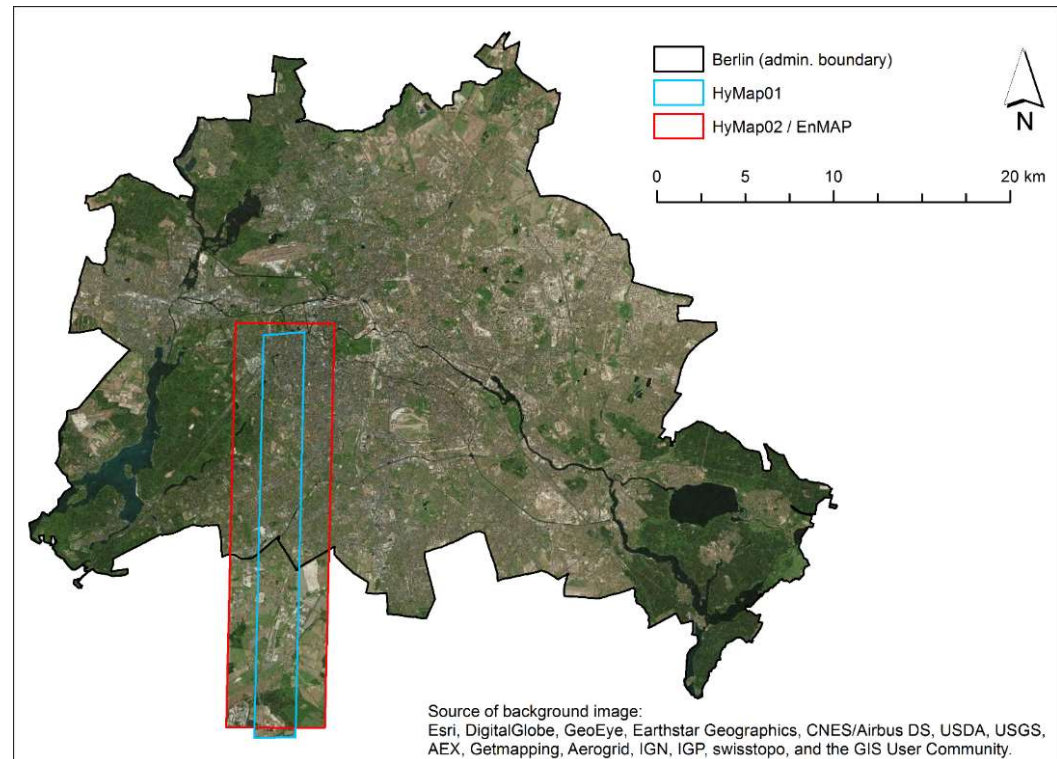 Berlin (admin. boundary)
HyMap01
HyMap02 / EnMAP
N
0 5 10 20 km
Source of background image:
Esri, DigitalGlobe, GeoEye, Earthstar Geographics, CNES/Airbus DS, USDA, USGS,
AEX, Getmapping, Aerogrid, IGN, IGP, swisstopo, and the GIS User Community.